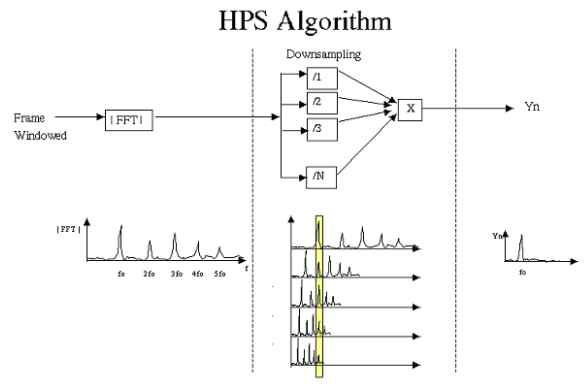 HPS Algorithm
Downsampling
Frame
Windowed
|FFT|
/1
/2
/3
/N
X
Yn
|FFT|
fo 2fo 3fo 4fo 5fo f
Yn
fo